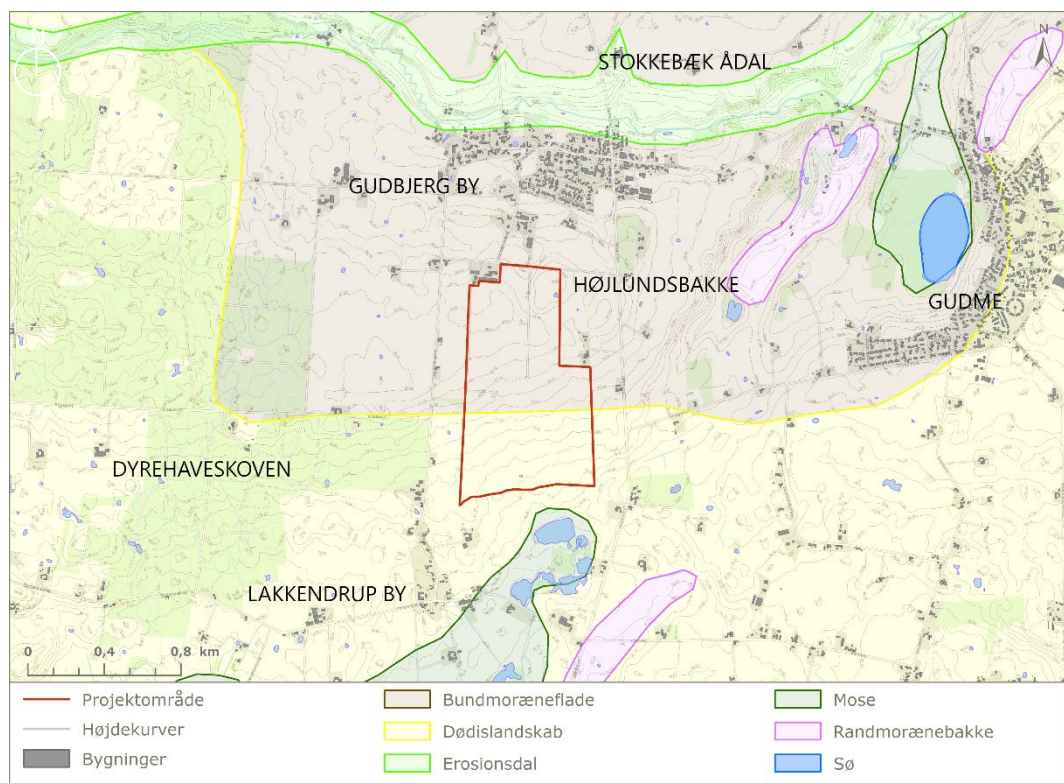 STOKKEBÆK ÅDAL
N
N
GUDBJERG BY
HØJLUNDSBAKKE
GUDME
DYREHAVESKOVEN
LAKKENDRUP BY
0 0,4 0,8 km
Projektområde
Højdekurver
Bygninger
Bundmoræneflade
Dødislandskab
Erosionsdal
Mose
Randmorænebakke
Sø